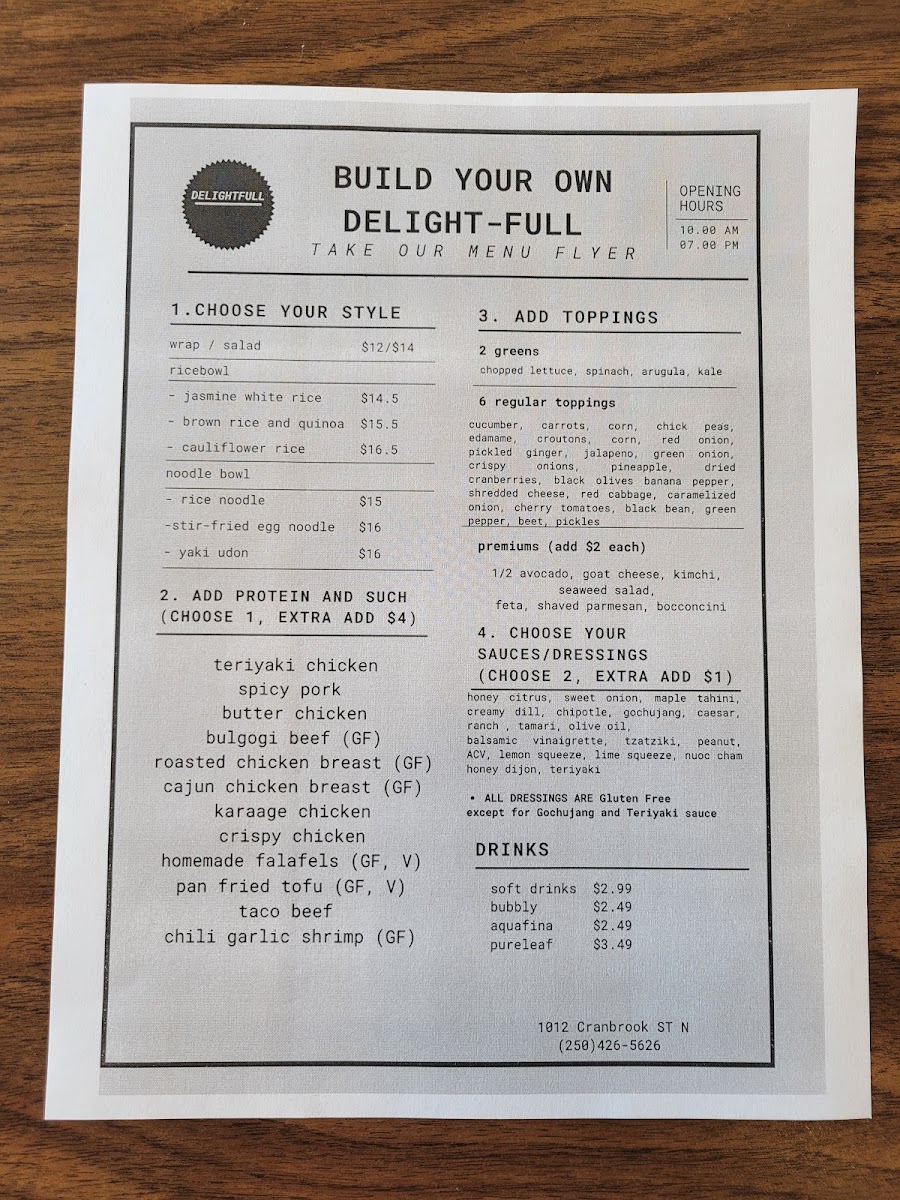 DELIGHTFULL
BUILD YOUR OWN
DELIGHT-FULL
TAKE OUR MENU FLYER
OPENING
HOURS
10.00 AM
07.00 PM
1.CHOOSE YOUR STYLE
wrap / salad $12/$14
ricebowl
- jasmine white rice $14.5
- brown rice and quinoa $15.5
- cauliflower rice $16.5
noodle bowl
- rice noodle $15
-stir-fried egg noodle $16
- yaki udon $16
2. ADD PROTEIN AND SUCH
(CHOOSE 1, EXTRA ADD $4)
teriyaki chicken
spicy pork
butter chicken
bulgogi beef (GF)
roasted chicken breast (GF)
cajun chicken breast (GF)
karaage chicken
crispy chicken
homemade falafels (GF, V)
pan fried tofu (GF, V)
taco beef
chili garlic shrimp (GF)
3. ADD TOPPINGS
2 greens
chopped lettuce, spinach, arugula, kale
6 regular toppings
cucumber, carrots, corn, chick peas,
edamame, croutons, corn, red onion,
pickled ginger, jalapeno, green onion,
crispy onions, pineapple, dried
cranberries, black olives banana pepper,
shredded cheese, red cabbage, caramelized
onion, cherry tomatoes, black bean, green
pepper, beet, pickles
premiums (add $2 each)
1/2 avocado, goat cheese, kimchi,
seaweed salad,
feta, shaved parmesan, bocconcini
4. CHOOSE YOUR
SAUCES/DRESSINGS
(CHOOSE 2, EXTRA ADD $1)
honey citrus, sweet onion, maple tahini,
creamy dill, chipotle, gochujang, caesar,
ranch , tamari, olive oil,
balsamic vinaigrette, tzatziki, peanut,
ACV, lemon squeeze, lime squeeze, nuoc cham
honey dijon, teriyaki
• ALL DRESSINGS ARE Gluten Free
except for Gochujang and Teriyaki sauce
DRINKS
soft drinks $2.99
bubbly $2.49
aquafina $2.49
pureleaf $3.49
1012 Cranbrook ST N
(250)426-5626